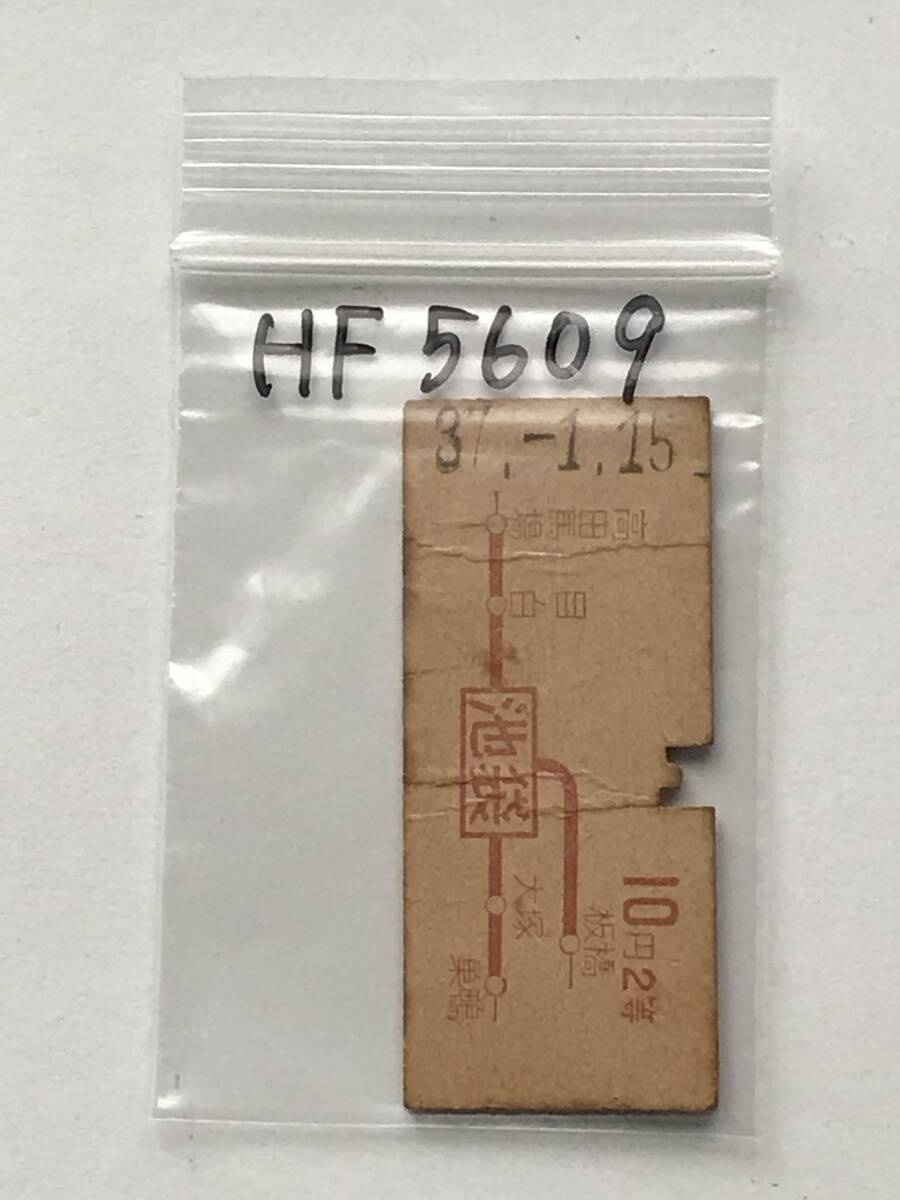 HF 5609
37.-1.15
高田馬場
目白
池袋
大塚
板橋
巣鴨
10円2等